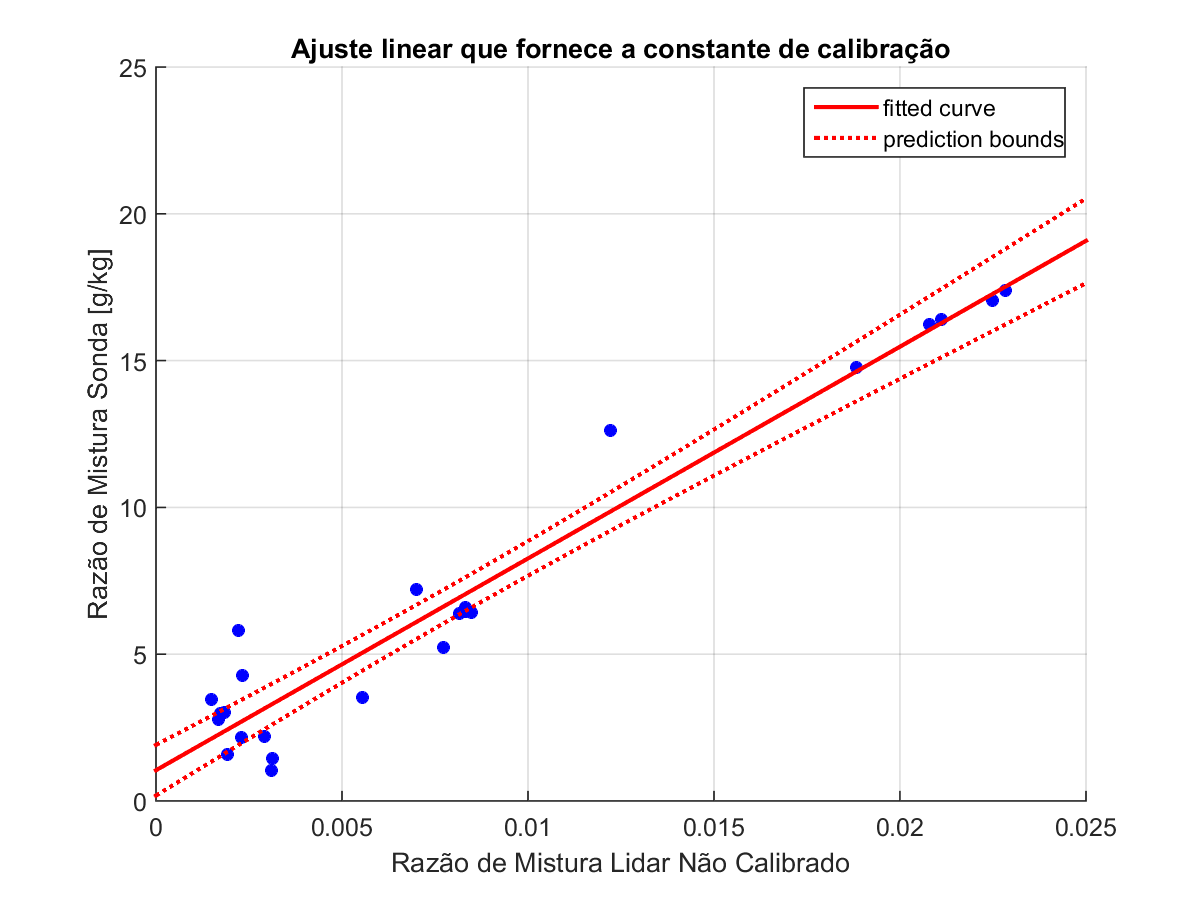 Ajuste linear que fornece a constante de calibração
fitted curve
prediction bounds
25
20
15
10
5
0
Razão de Mistura Sonda [g/kg]
0
0.005
0.01
0.015
0.02
0.025
Razão de Mistura Lidar Não Calibrado